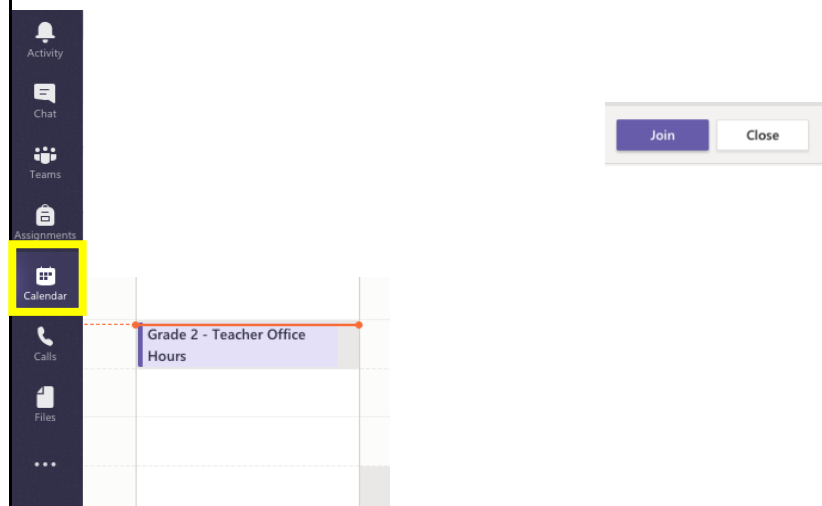 Activity
Chat
Teams
Assignments
Calendar
Calls
Files
Grade 2 - Teacher Office
Hours
Join
Close